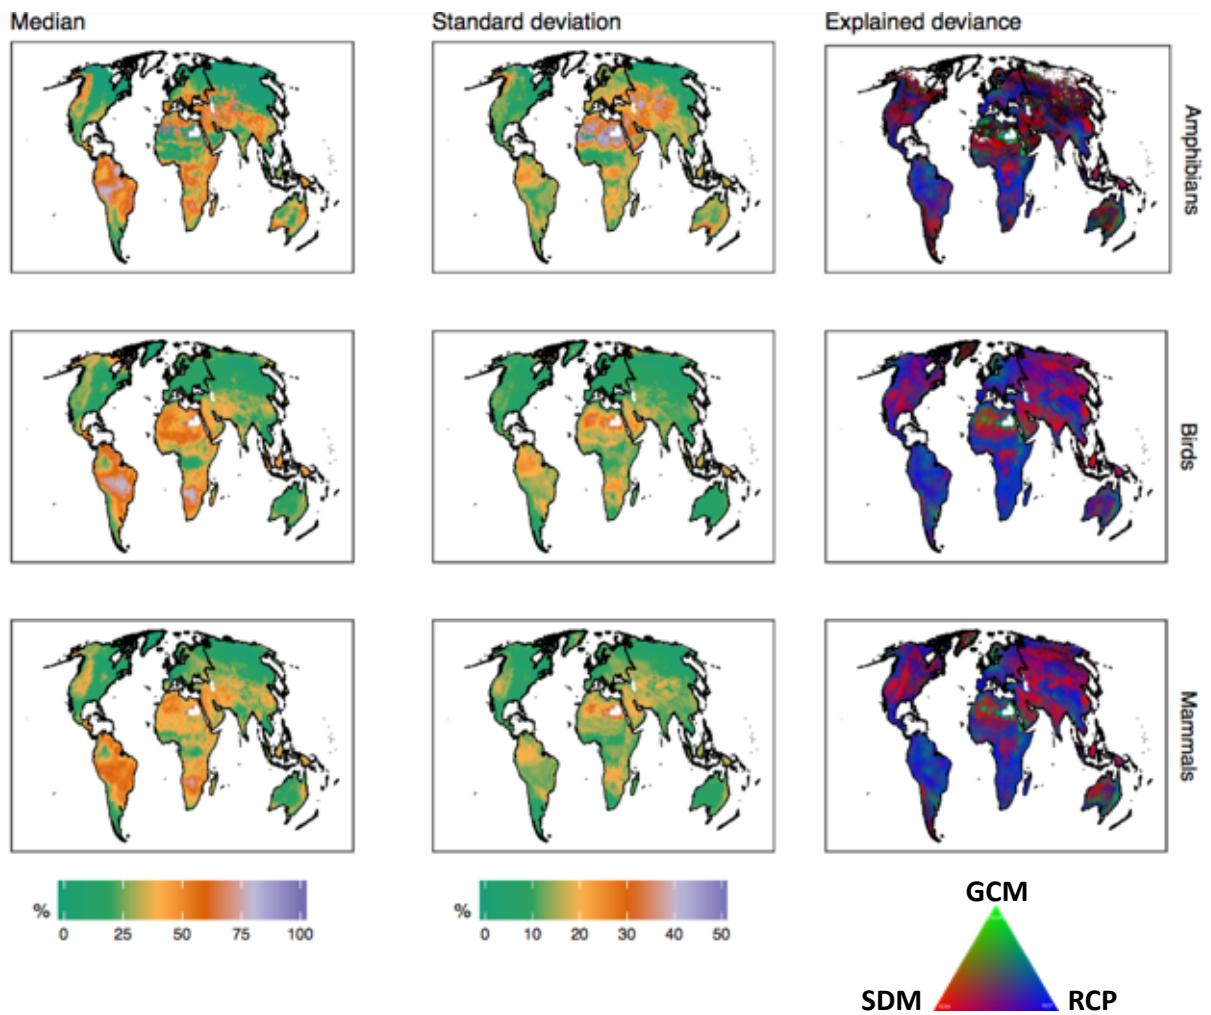 Median
Standard deviation
Explained deviance
Amphibians
Birds
Mammals
% 0 25 50 75 100
% 0 10 20 30 40 50
GCM
SDM RCP